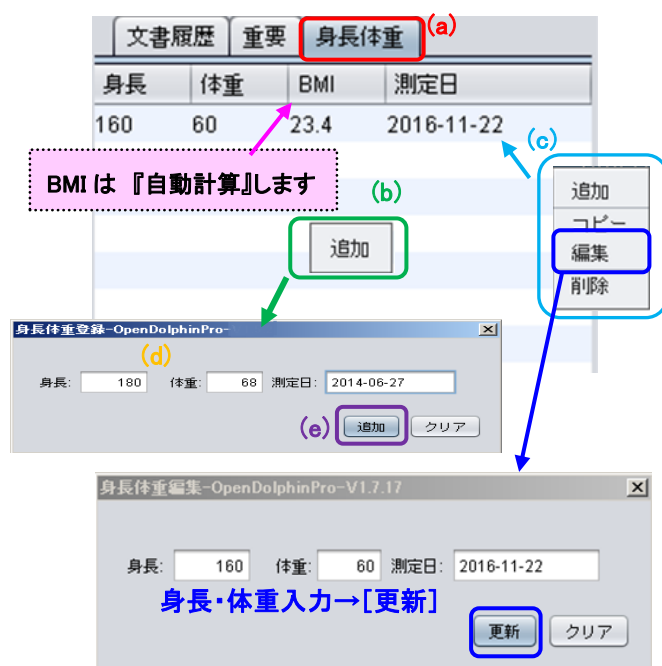 文書履歴 重要 身長体重 (a)
身長 体重 BMI 測定日
160 60 23.4 2016-11-22
(c)
BMIは『自動計算』します
(b)
追加
追加
コピー
編集
削除
身長体重登録-OpenDolphinPro-
(d)
身長: 180 体重: 68 測定日: 2014-06-27
(e) 追加 クリア
身長体重編集-OpenDolphinPro-V1.7.17
身長: 160 体重: 60 測定日: 2016-11-22
身長・体重入力→[更新]
更新 クリア